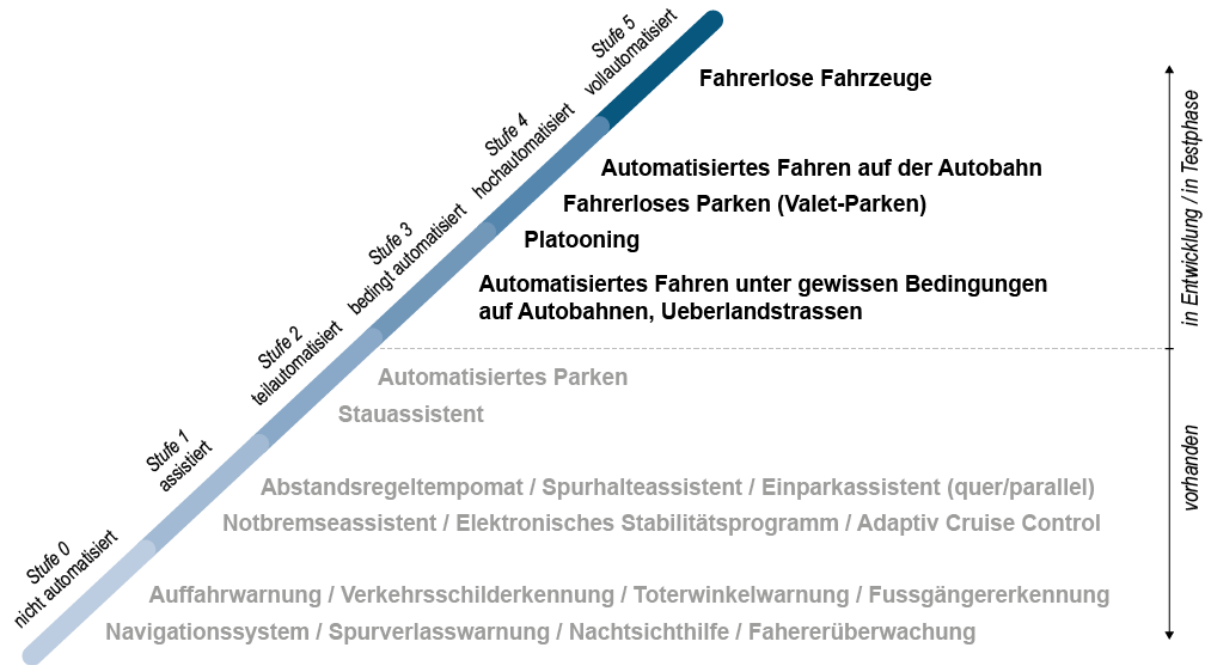 Stufe 5
vollautomatisiert
Fahrerlose Fahrzeuge
Stufe 4
hochautomatisiert
Automatisiertes Fahren auf der Autobahn
Fahrerloses Parken (Valet-Parken)
Platooning
Stufe 3
bedingt automatisiert
Automatisiertes Fahren unter gewissen Bedingungen
auf Autobahnen, Ueberlandstrassen
in Entwicklung / in Testphase
Stufe 2
teilautomatisiert
Automatisiertes Parken
Stauassistent
Stufe 1
assistiert
Abstandsregeltempomat / Spurhalteassistent / Einparkassistent (quer/parallel)
Notbremseassistent / Elektronisches Stabilitätsprogramm / Adaptiv Cruise Control
vorhanden
Stufe 0
nicht automatisiert
Auffahrwarnung / Verkehrsschilderkennung / Toterwinkelwarnung / Fussgängererkennung
Navigationssystem / Spurverlasswarnung / Nachtsichthilfe / Fahererüberwachung